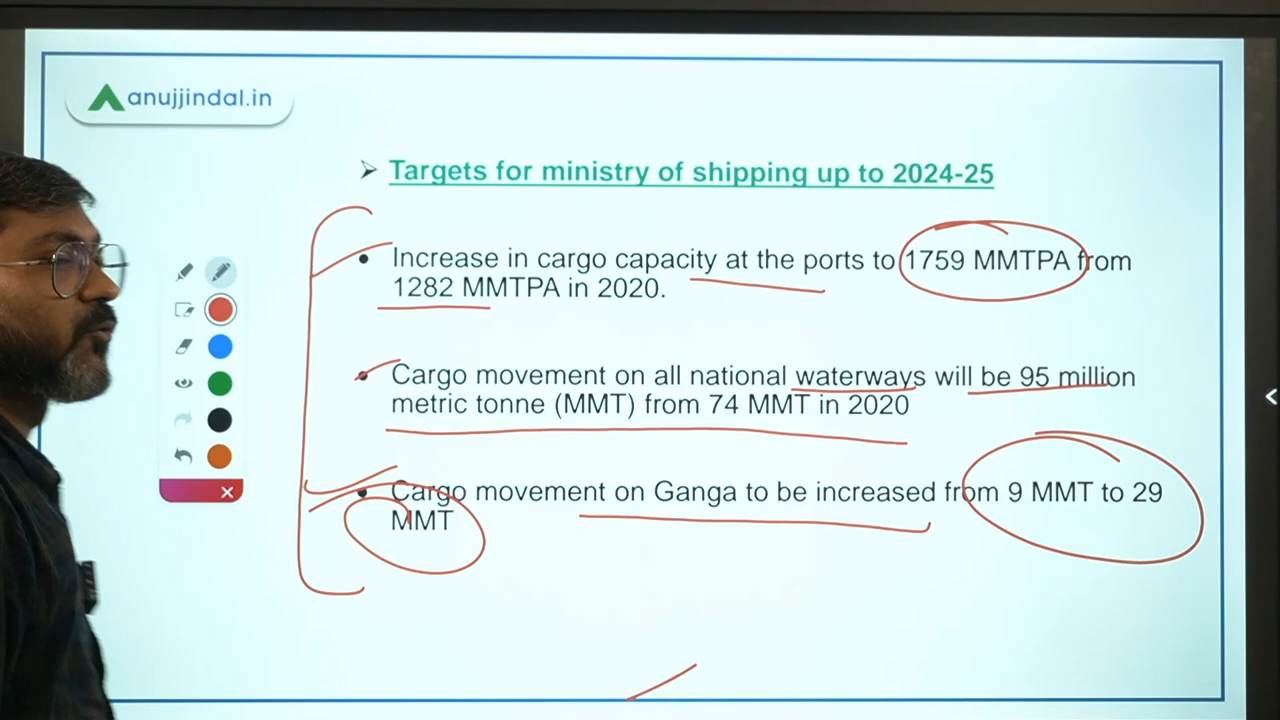 anujjindal.in
Targets for ministry of shipping up to 2024-25
Increase in cargo capacity at the ports to 1759 MMTPA from
1282 MMTPA in 2020.
Cargo movement on all national waterways will be 95 million
metric tonne (MMT) from 74 MMT in 2020
Cargo movement on Ganga to be increased from 9 MMT to 29
MMT